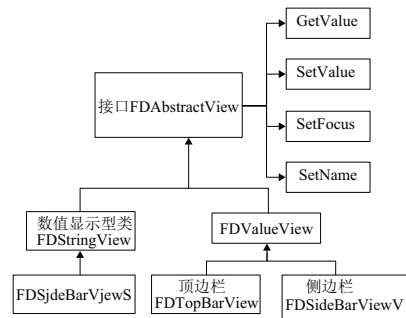 GetValue
SetValue
接口FDAbstractView
SetFocus
SetName
数值显示型类
FDStringView
FDValueView
FDSjdeBarVjewS
顶边栏
FDTopBarView
侧边栏
FDSideBarViewV